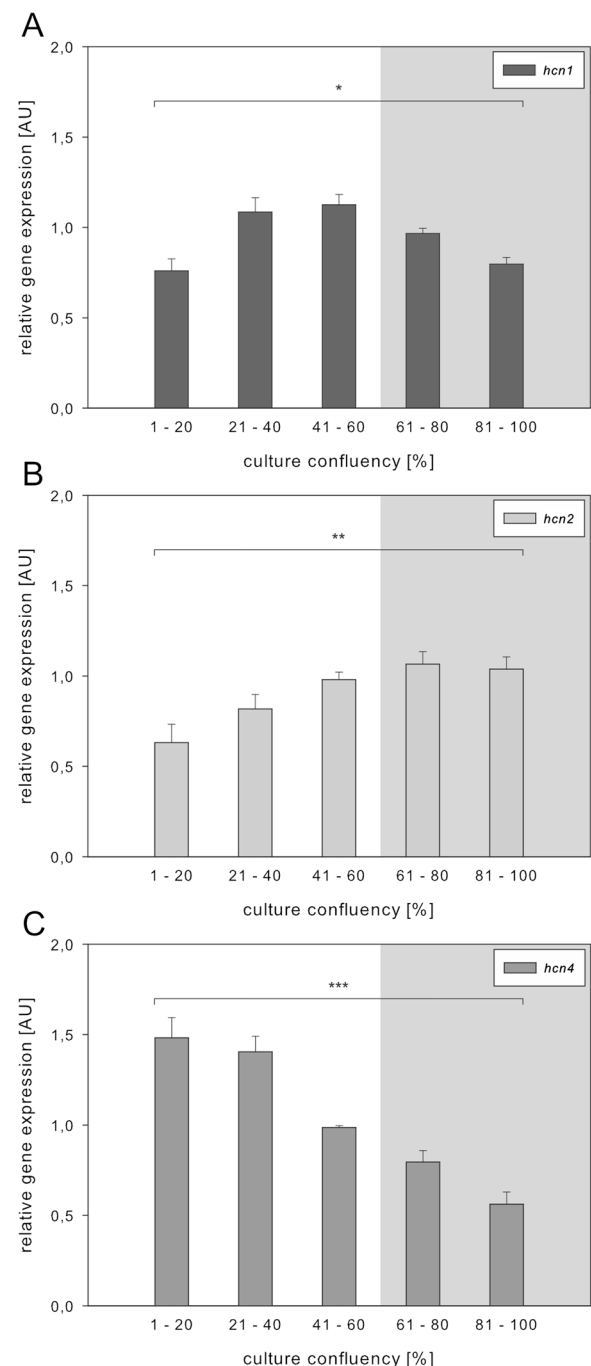 A
2,0
hcn1
*
1,5
1,0
0,5
0,0
relative gene expression [AU]
1 - 20 21 - 40 41 - 60 61 - 80 81 - 100
culture confluency [%]
B
2,0
hcn2
**
1,5
1,0
0,5
0,0
relative gene expression [AU]
1 - 20 21 - 40 41 - 60 61 - 80 81 - 100
culture confluency [%]
C
2,0
hcn4
***
1,5
1,0
0,5
0,0
relative gene expression [AU]
1 - 20 21 - 40 41 - 60 61 - 80 81 - 100
culture confluency [%]